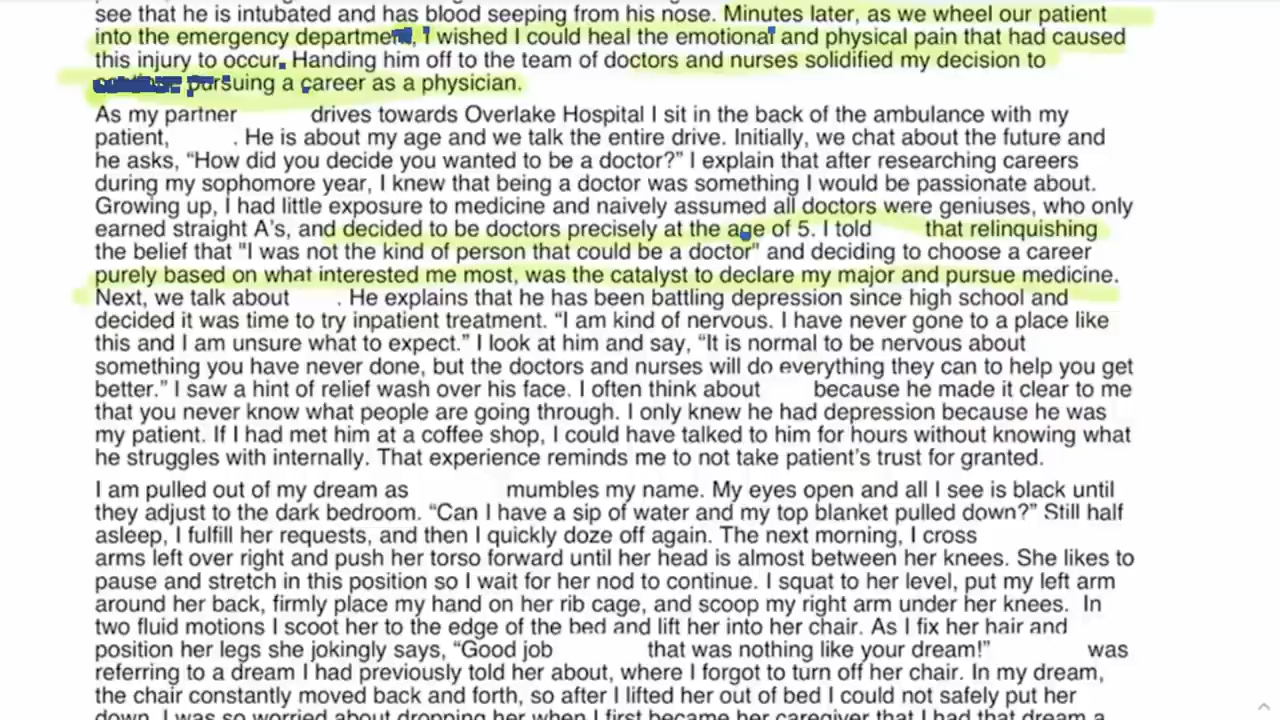 see that he is intubated and has blood seeping from his nose. Minutes later, as we wheel our patient
into the emergency department, I wished I could heal the emotional and physical pain that had caused
this injury to occur. Handing him off to the team of doctors and nurses solidified my decision to
pursuing a career as a physician.
As my partner drives towards Overlake Hospital I sit in the back of the ambulance with my
patient, . He is about my age and we talk the entire drive. Initially, we chat about the future and
he asks, “How did you decide you wanted to be a doctor?” I explain that after researching careers
during my sophomore year, I knew that being a doctor was something I would be passionate about.
Growing up, I had little exposure to medicine and naively assumed all doctors were geniuses, who only
earned straight A’s, and decided to be doctors precisely at the age of 5. I told that relinquishing
the belief that "I was not the kind of person that could be a doctor" and deciding to choose a career
purely based on what interested me most, was the catalyst to declare my major and pursue medicine.
Next, we talk about . He explains that he has been battling depression since high school and
decided it was time to try inpatient treatment. “I am kind of nervous. I have never gone to a place like
this and I am unsure what to expect.” I look at him and say, “It is normal to be nervous about
something you have never done, but the doctors and nurses will do everything they can to help you get
better.” I saw a hint of relief wash over his face. I often think about because he made it clear to me
that you never know what people are going through. I only knew he had depression because he was
my patient. If I had met him at a coffee shop, I could have talked to him for hours without knowing what
he struggles with internally. That experience reminds me to not take patient’s trust for granted.
I am pulled out of my dream as mumbles my name. My eyes open and all I see is black until
they adjust to the dark bedroom. “Can I have a sip of water and my top blanket pulled down?” Still half
asleep, I fulfill her requests, and then I quickly doze off again. The next morning, I cross
arms left over right and push her torso forward until her head is almost between her knees. She likes to
pause and stretch in this position so I wait for her nod to continue. I squat to her level, put my left arm
around her back, firmly place my hand on her rib cage, and scoop my right arm under her knees. In
two fluid motions I scoot her to the edge of the bed and lift her into her chair. As I fix her hair and
position her legs she jokingly says, “Good job that was nothing like your dream!” was
referring to a dream I had previously told her about, where I forgot to turn off her chair. In my dream,
the chair constantly moved back and forth, so after I lifted her out of bed I could not safely put her
down. I was so worried about dropping her when I first became her caregiver that I had that dream a